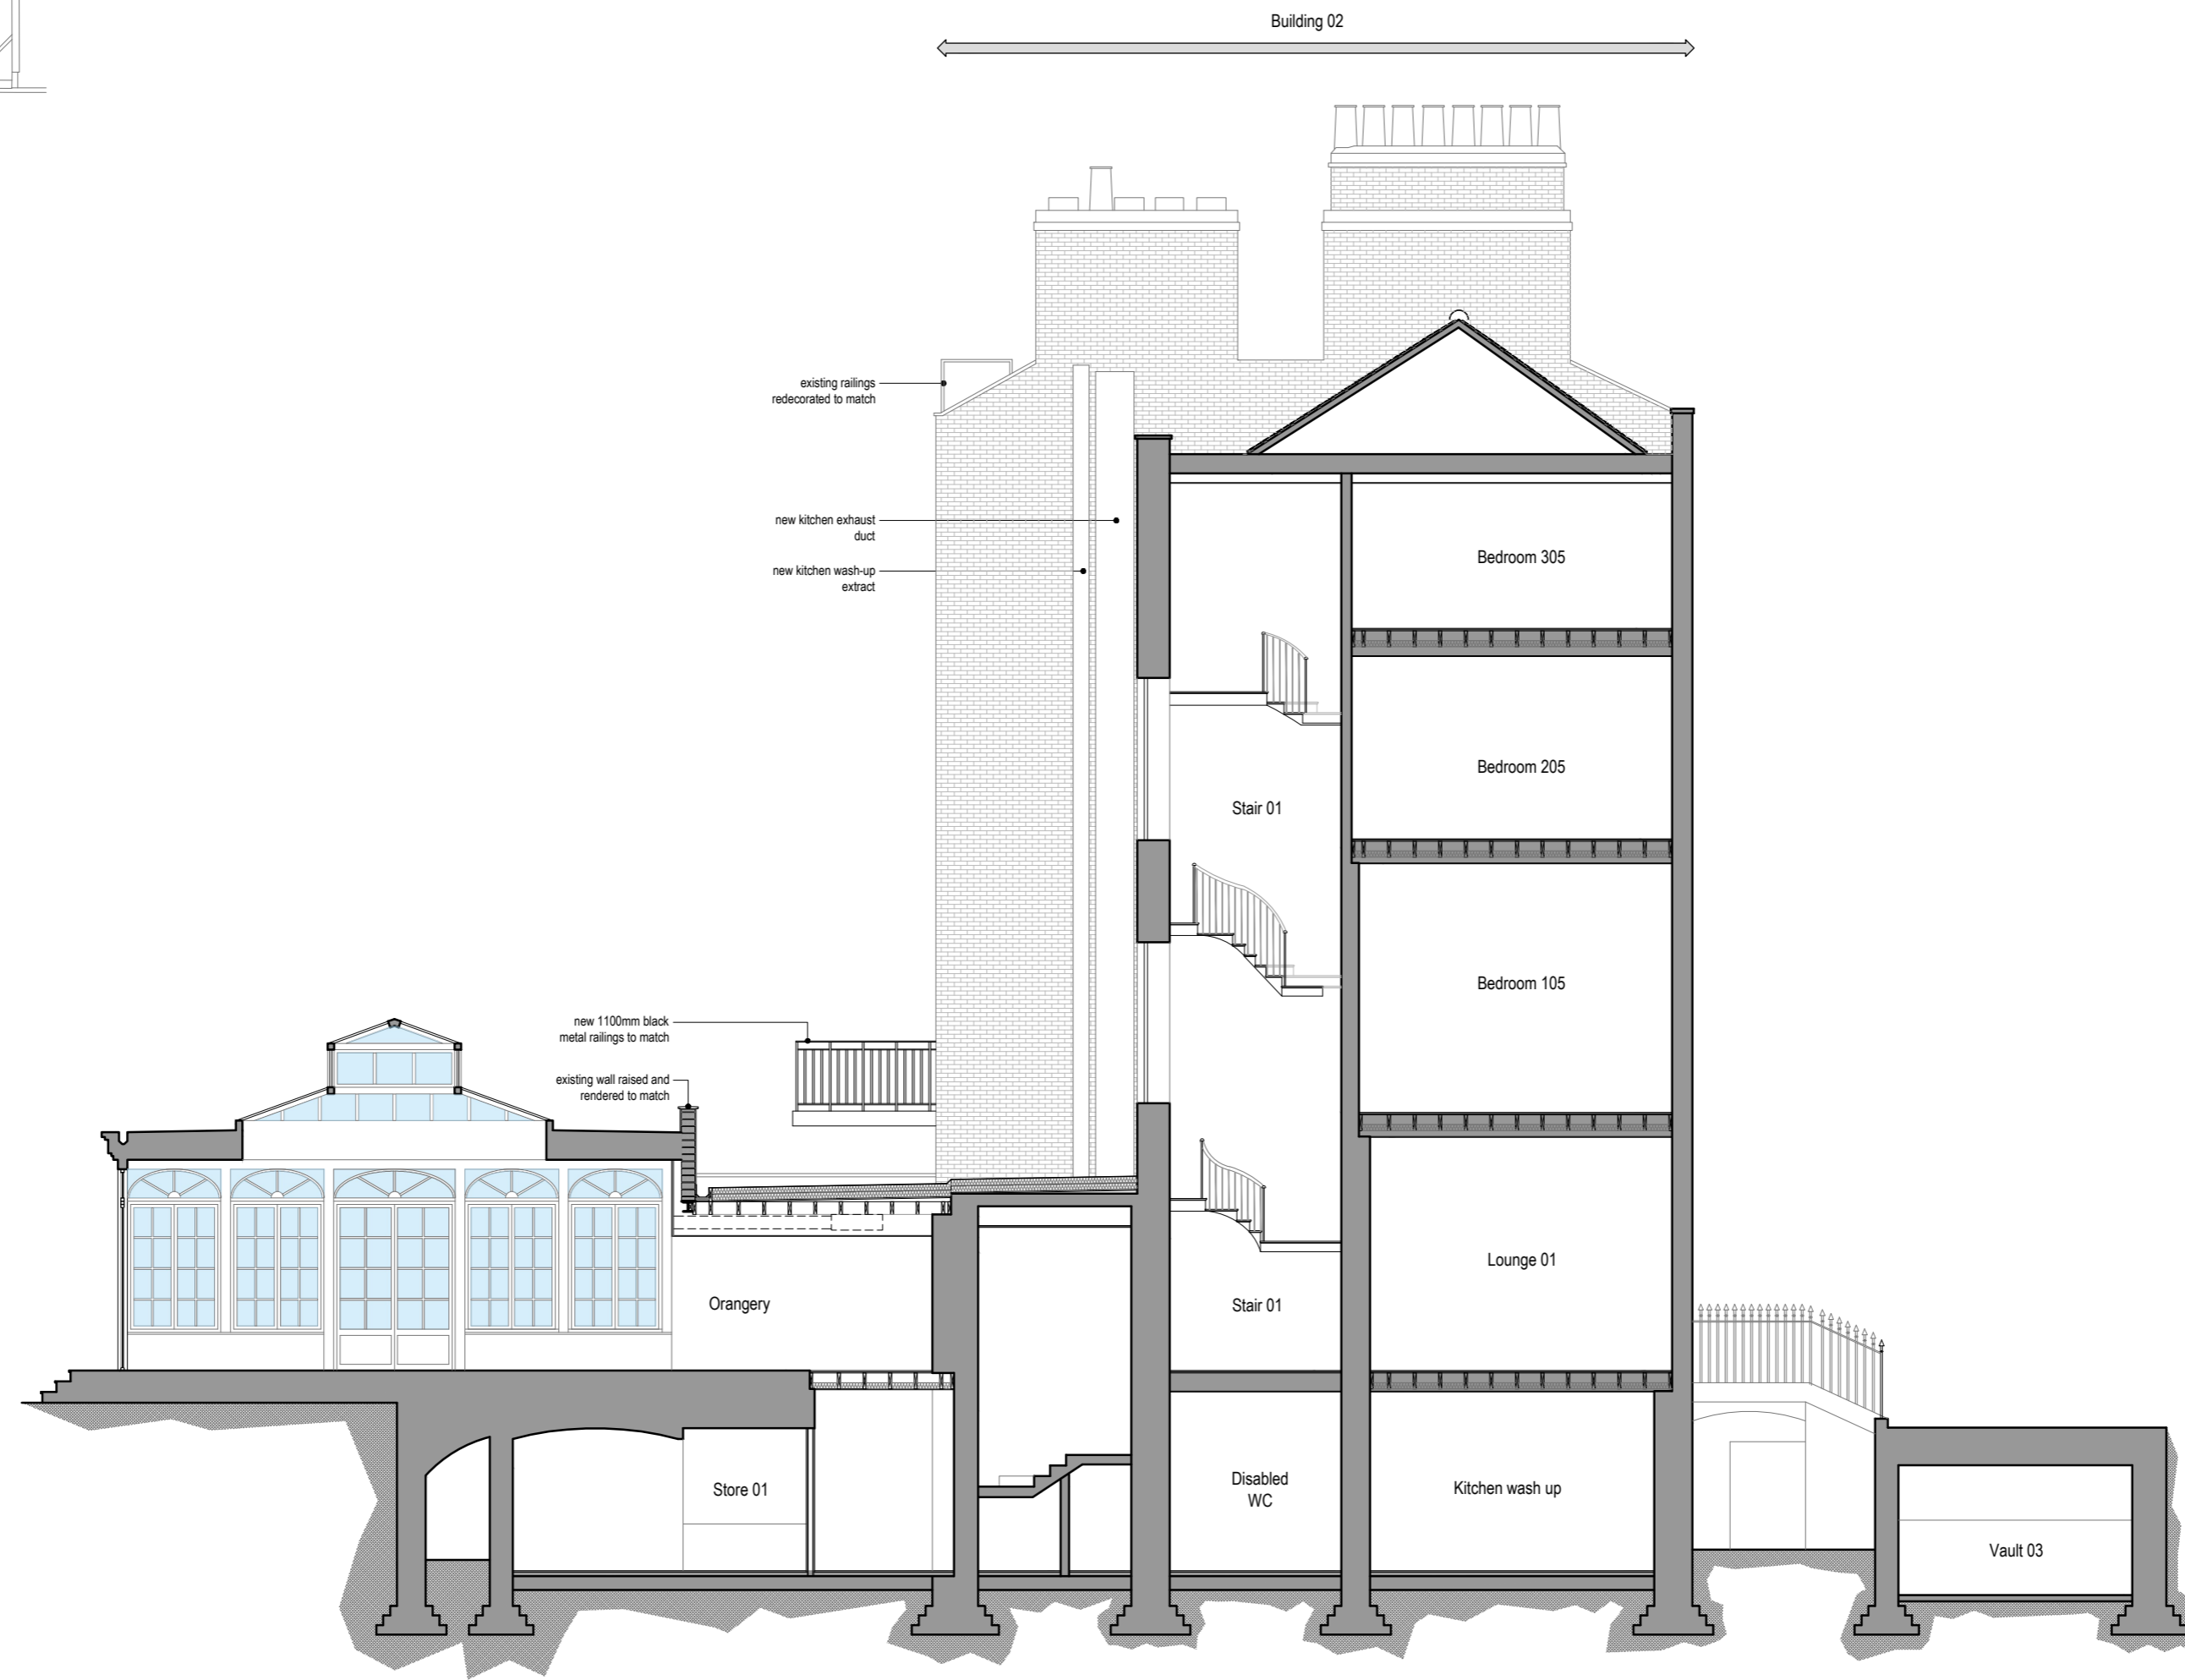 Building 02
existing railings
redecorated to match
new kitchen exhaust
duct
new kitchen wash-up
extract
Bedroom 305
Bedroom 205
Stair 01
Bedroom 105
new 1100mm black
metal railings to match
existing wall raised and
rendered to match
Lounge 01
Orangery
Stair 01
Store 01
Disabled
WC
Kitchen wash up
Vault 03